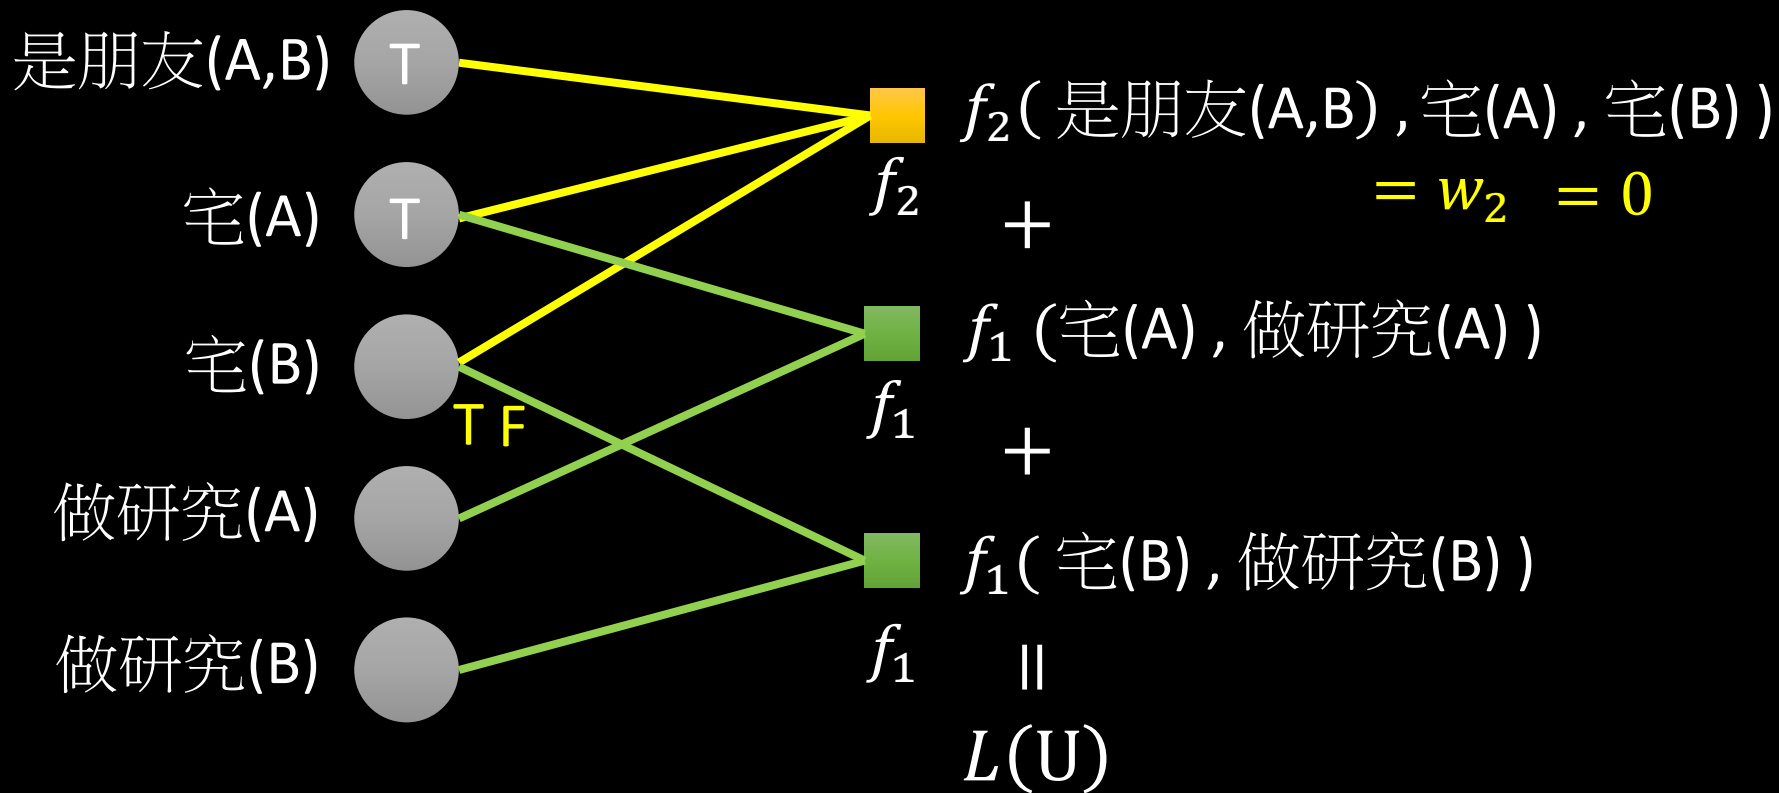 是朋友(A,B) T
f₂( 是朋友(A,B) , 宅(A) , 宅(B) )
f₂
= w₂ = 0
宅(A) T
+
f₁ (宅(A) , 做研究(A) )
宅(B)
T F
f₁
+
做研究(A)
f₁( 宅(B) , 做研究(B) )
做研究(B)
f₁
=
L(U)